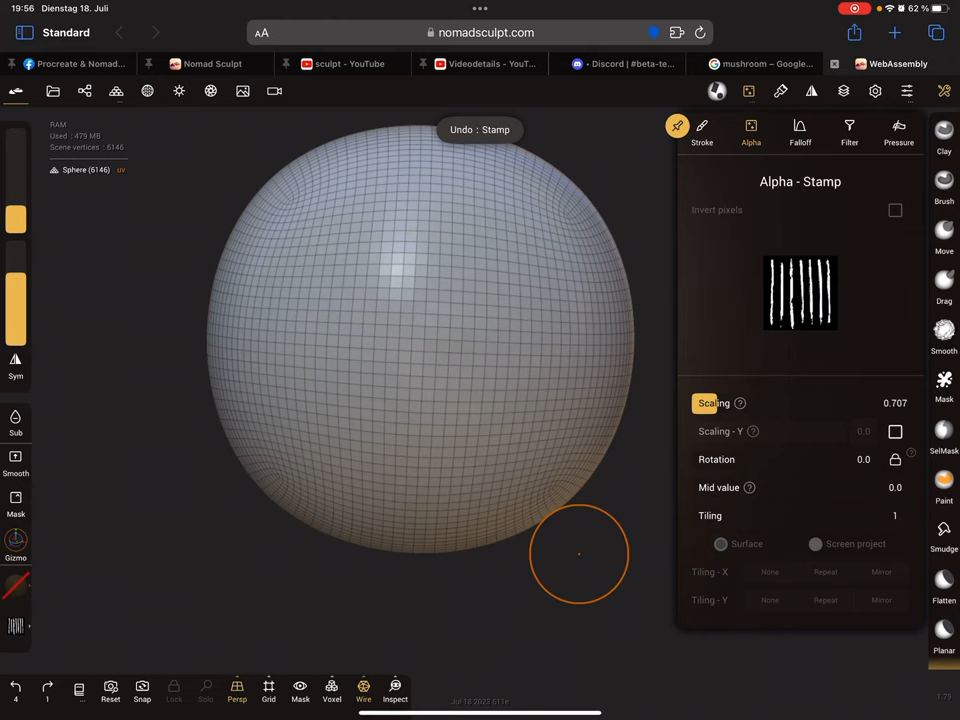 19:56 Dienstag 18. Juli
62 %
Standard
AA
nomadsculpt.com
Procreate & Nomad...
Nomad Sculpt
sculpt - YouTube
Videodetails - YouT...
Discord | #beta-te...
mushroom – Google...
WebAssembly
RAM
Used : 479 MB
Scene vertices : 6146
Sphere (6146) uv
Undo : Stamp
Stroke
Alpha
Falloff
Filter
Pressure
Alpha - Stamp
Invert pixels
Scaling ? 0.707
Scaling - Y ? 0.0
Rotation 0.0 ?
Mid value ? 0.0
Tiling 1
Surface Screen project
Tiling - X None Repeat Mirror
Tiling - Y None Repeat Mirror
Clay
Brush
Move
Drag
Smooth
Mask
SelMask
Paint
Smudge
Flatten
Planar
Sym
Sub
Smooth
Mask
Gizmo
4
1
...
Reset
Snap
Lock
Solo
Persp
Grid
Mask
Voxel
Wire
Inspect
Jul 18 2023 611e
1.79